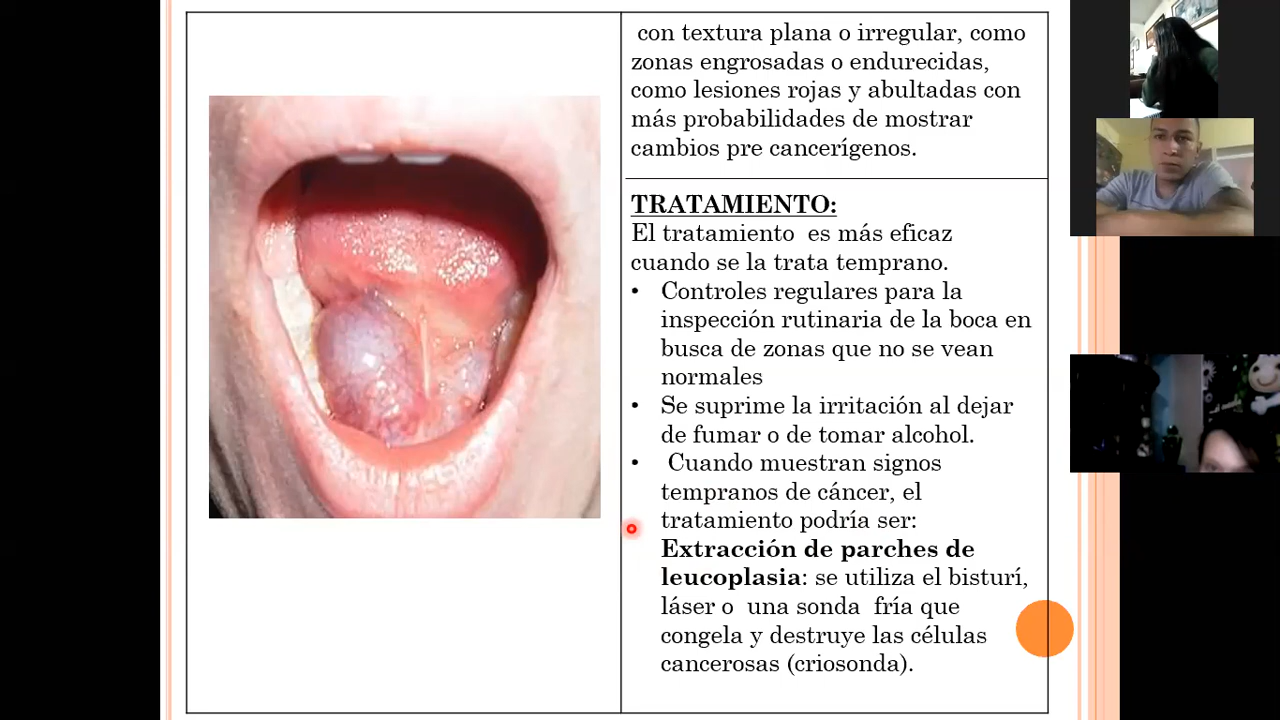 con textura plana o irregular, como
zonas engrosadas o endurecidas,
como lesiones rojas y abultadas con
más probabilidades de mostrar
cambios pre cancerígenos.
TRATAMIENTO:
El tratamiento es más eficaz
cuando se la trata temprano.
• Controles regulares para la
inspección rutinaria de la boca en
busca de zonas que no se vean
normales
• Se suprime la irritación al dejar
de fumar o de tomar alcohol.
• Cuando muestran signos
tempranos de cáncer, el
tratamiento podría ser:
Extracción de parches de
leucoplasia: se utiliza el bisturí,
láser o una sonda fría que
congela y destruye las células
cancerosas (criosonda).